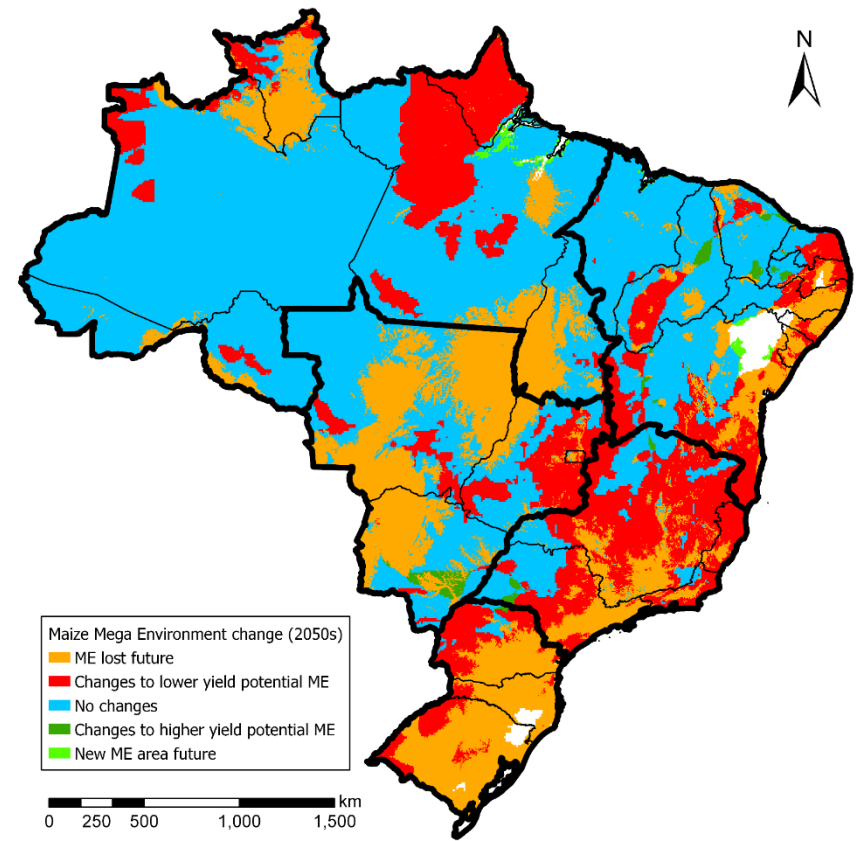 N
Maize Mega Environment change (2050s)
ME lost future
Changes to lower yield potential ME
No changes
Changes to higher yield potential ME
New ME area future
km
0 250 500 1,000 1,500